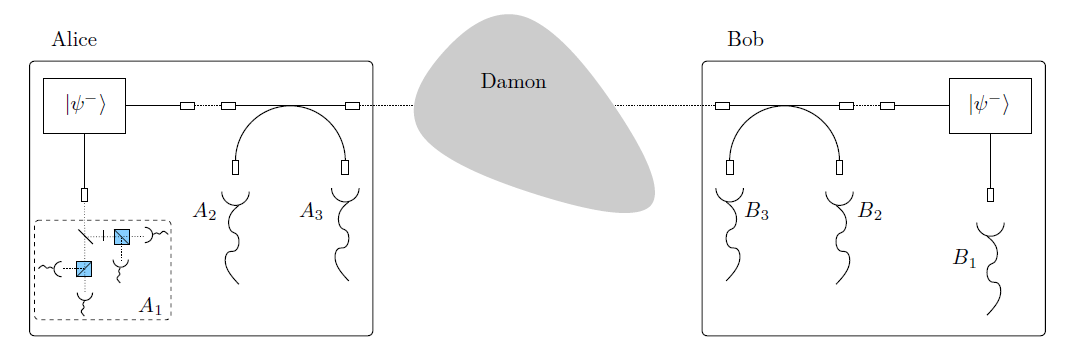 Alice
Bob
Damon
|ψ⁻⟩
|ψ⁻⟩
A₂
A₃
B₃
B₂
B₁
A₁